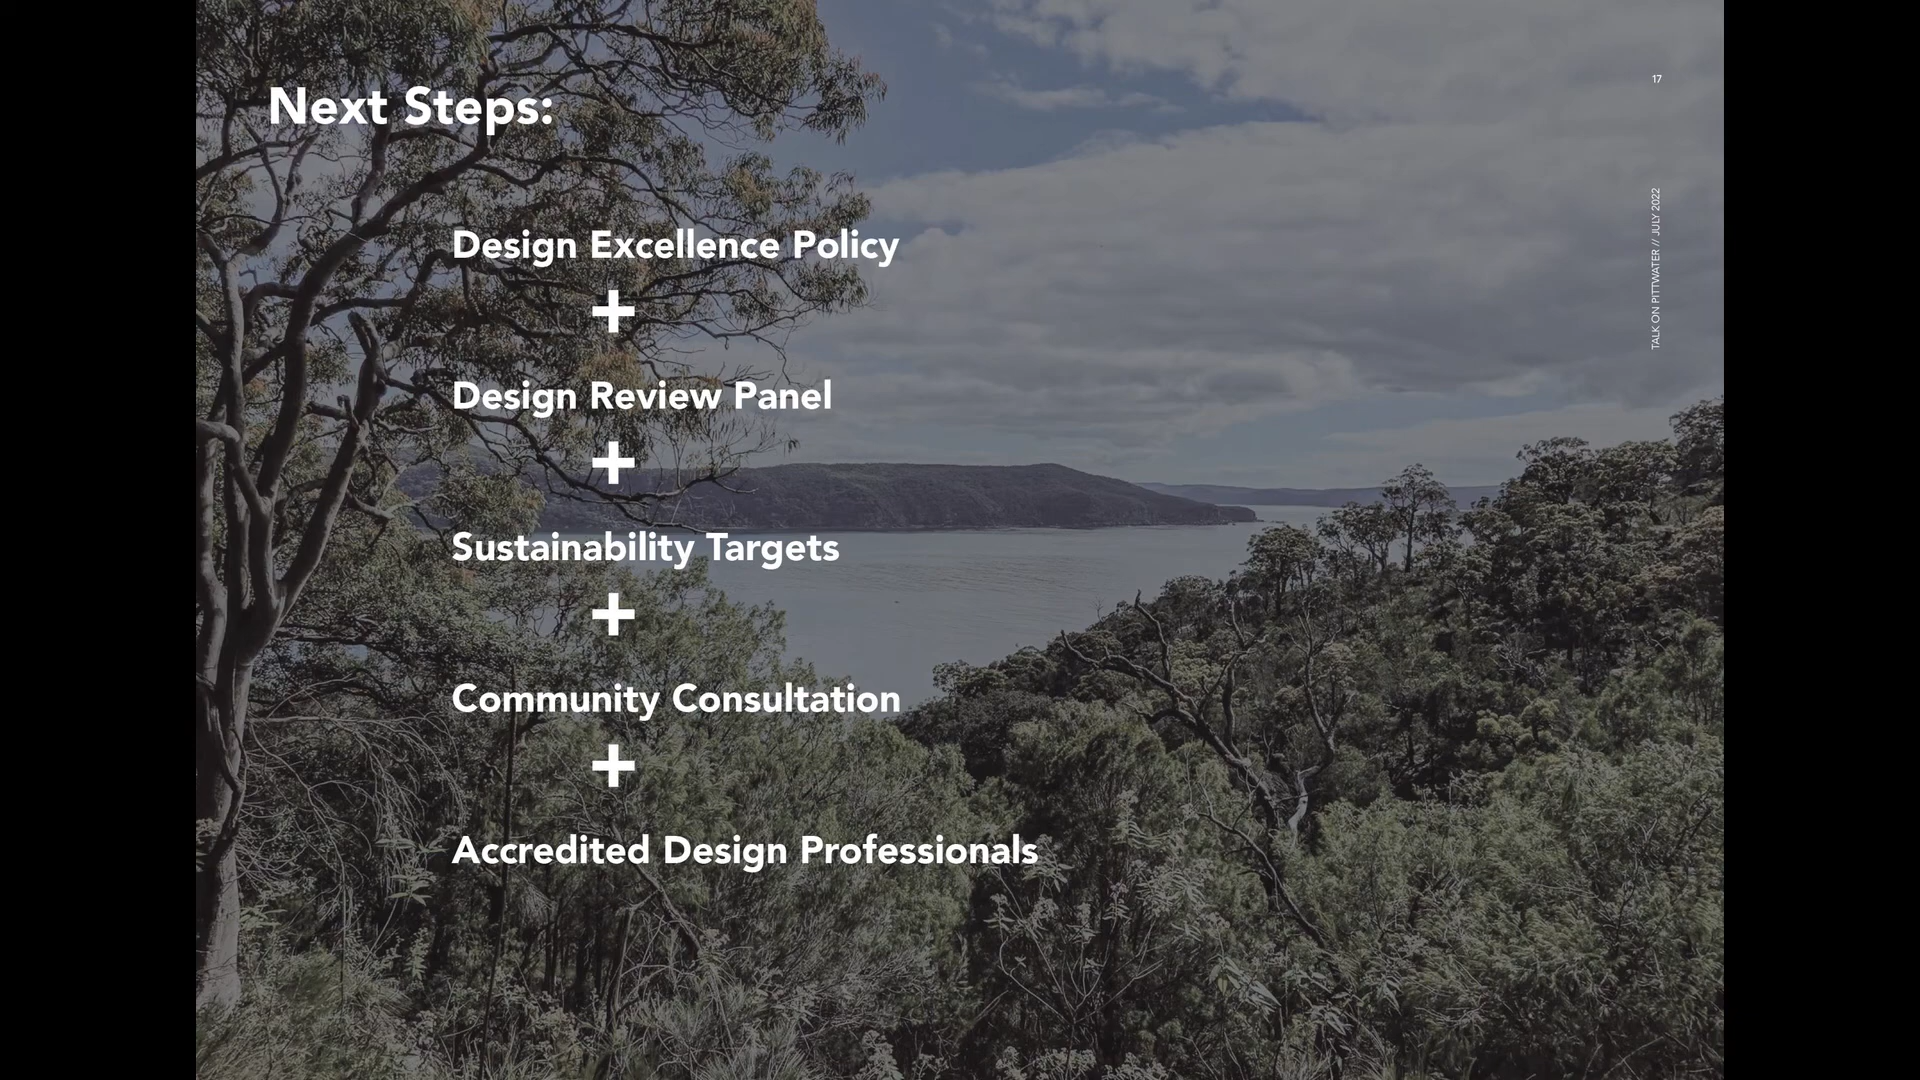 Next Steps:
17
TALK ON PITTWATER // JULY 2022
Design Excellence Policy
+
Design Review Panel
+
Sustainability Targets
+
Community Consultation
+
Accredited Design Professionals